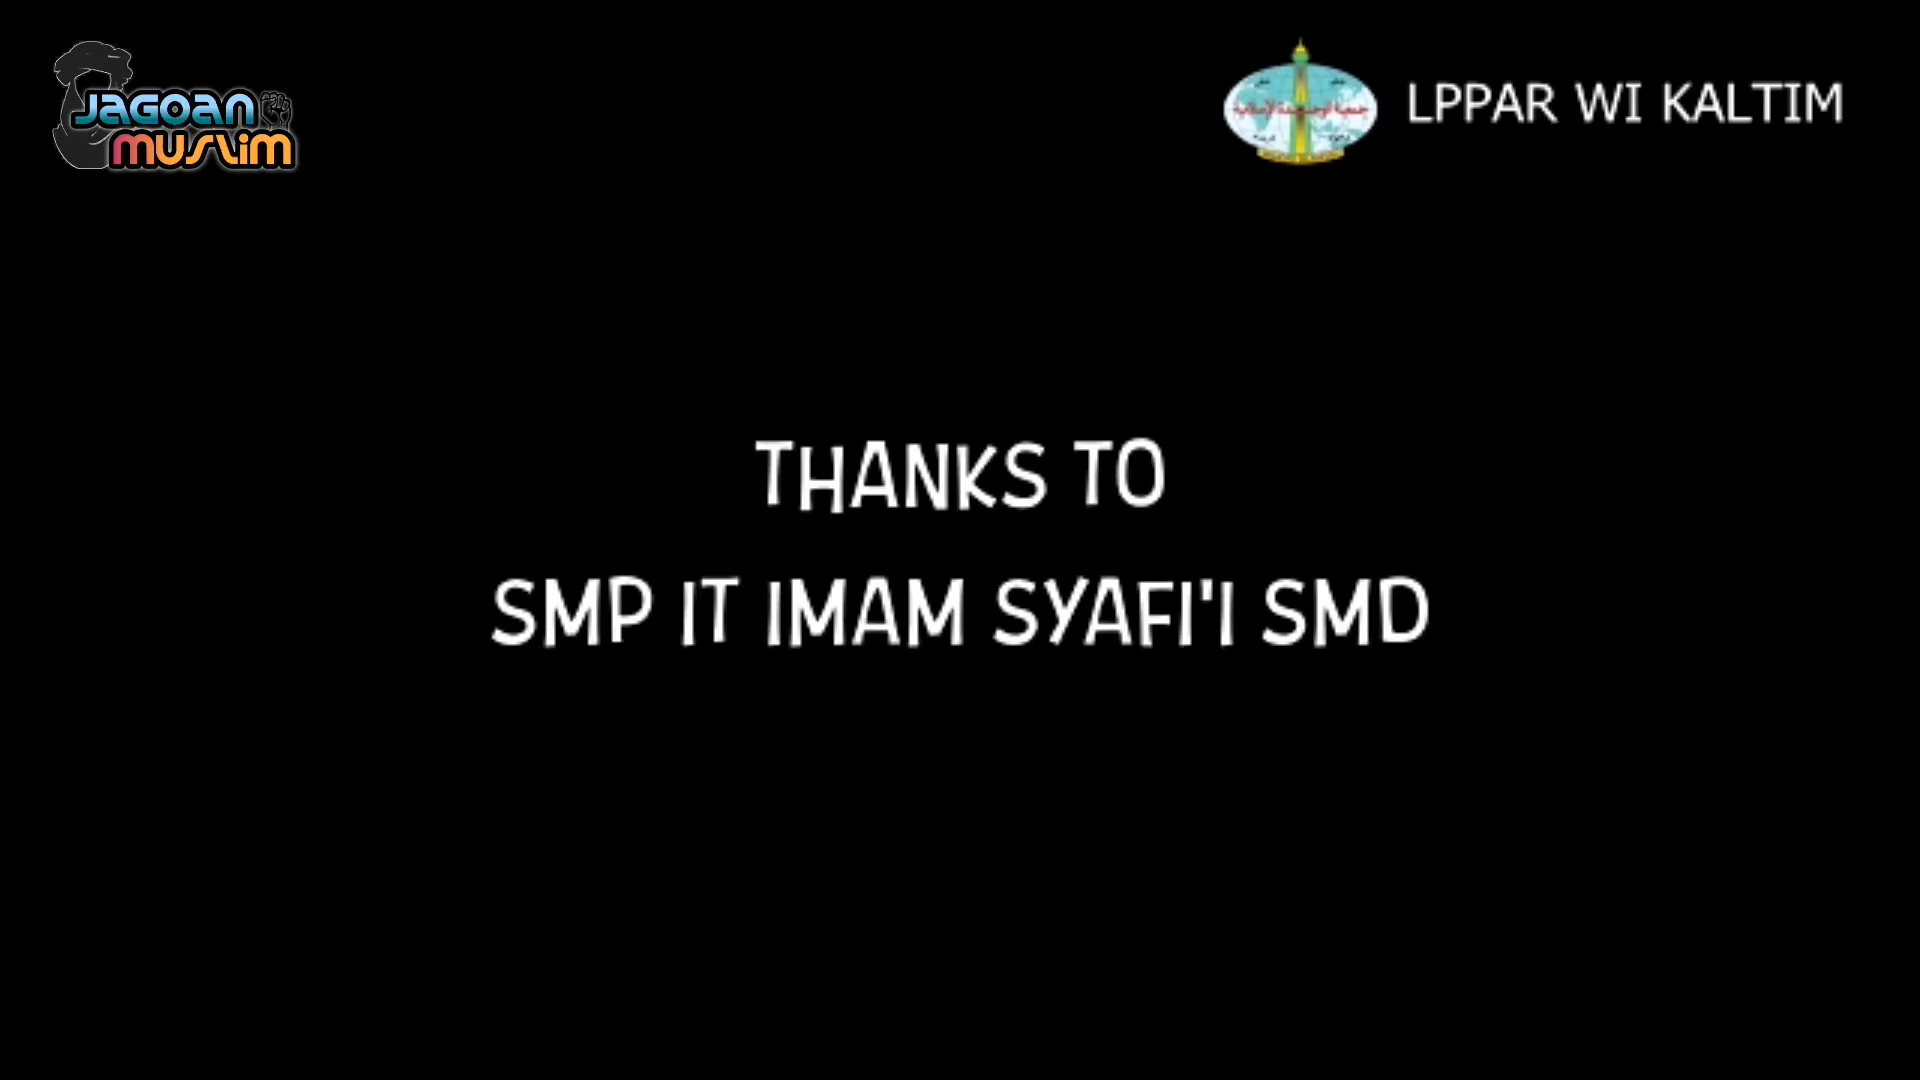 JAGOAN
MUSLIM
LPPAR WI KALTIM
THANKS TO
SMP IT IMAM SYAFI'I SMD